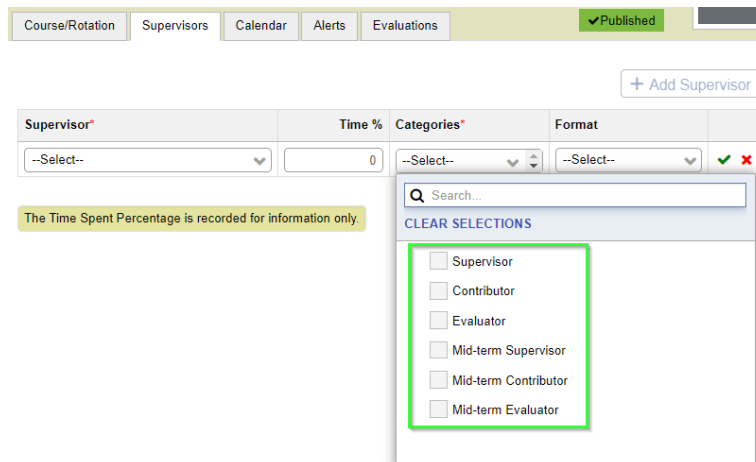 Course/Rotation Supervisors Calendar Alerts Evaluations Published
+ Add Supervisor
Supervisor* Time % Categories* Format
--Select-- 0 --Select-- --Select--
Search...
The Time Spent Percentage is recorded for information only.
CLEAR SELECTIONS
Supervisor
Contributor
Evaluator
Mid-term Supervisor
Mid-term Contributor
Mid-term Evaluator